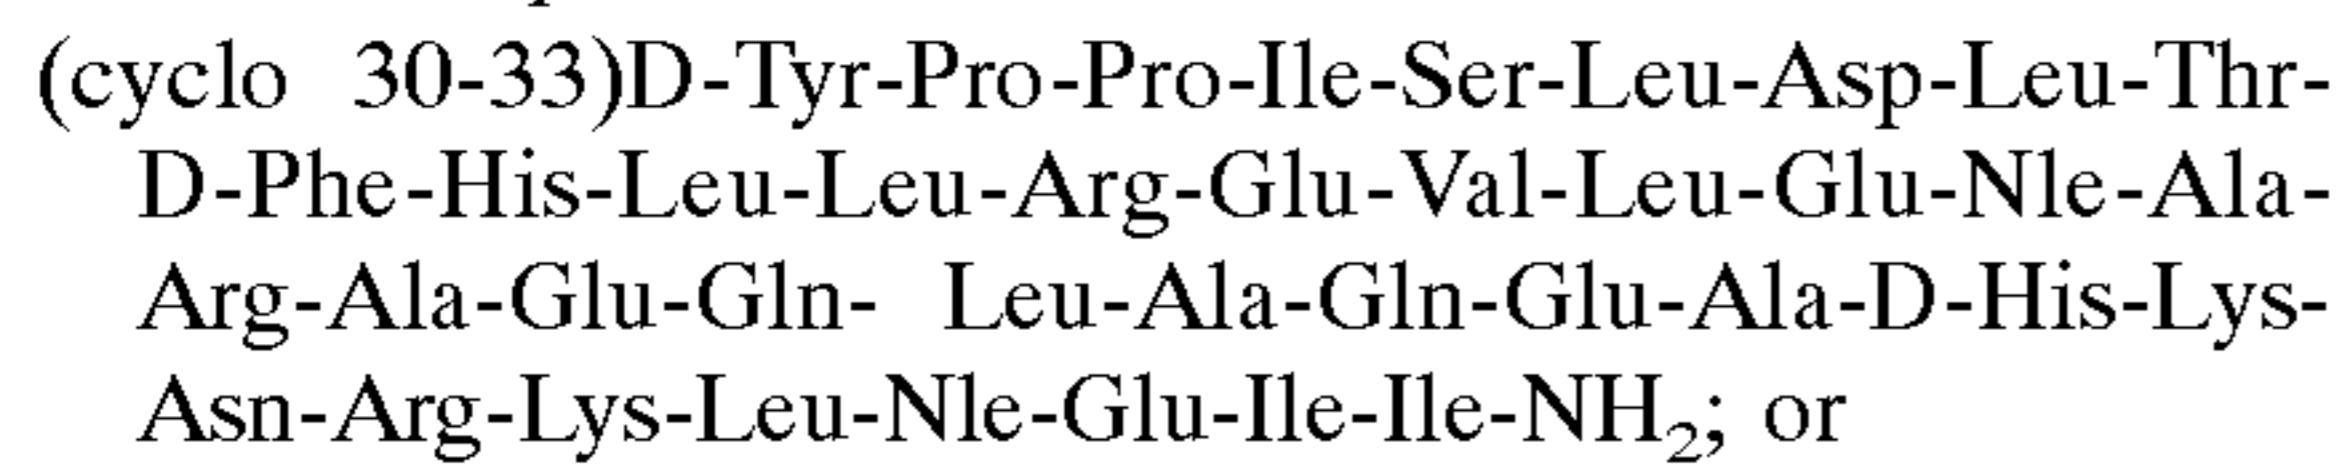 (cyclo 30-33)D-Tyr-Pro-Pro-Ile-Ser-Leu-Asp-Leu-Thr-
D-Phe-His-Leu-Leu-Arg-Glu-Val-Leu-Glu-Nle-Ala-
Arg-Ala-Glu-Gln- Leu-Ala-Gln-Glu-Ala-D-His-Lys-
Asn-Arg-Lys-Leu-Nle-Glu-Ile-Ile-NH₂; or